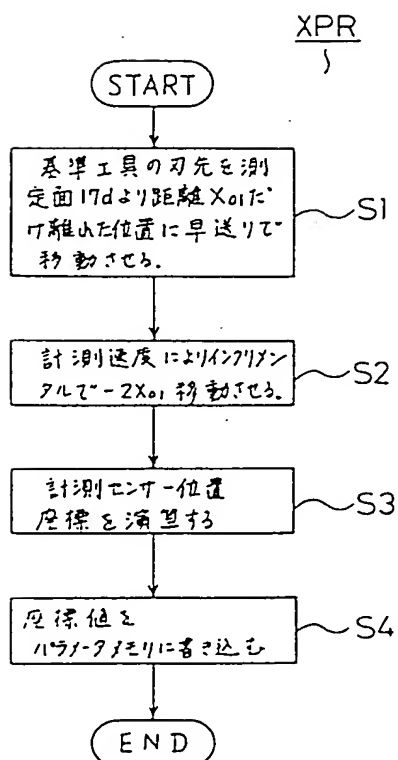 XPR
START
基準工具の刃先を測
定面17dより距離X01だ
け離れた位置に早送りで
移動させる。
S1
計測速度によりインクリメン
タルで-2X01移動させる。
S2
計測センサー位置
座標を演算する
S3
座標値を
パラメータメモリに書き込む
S4
END